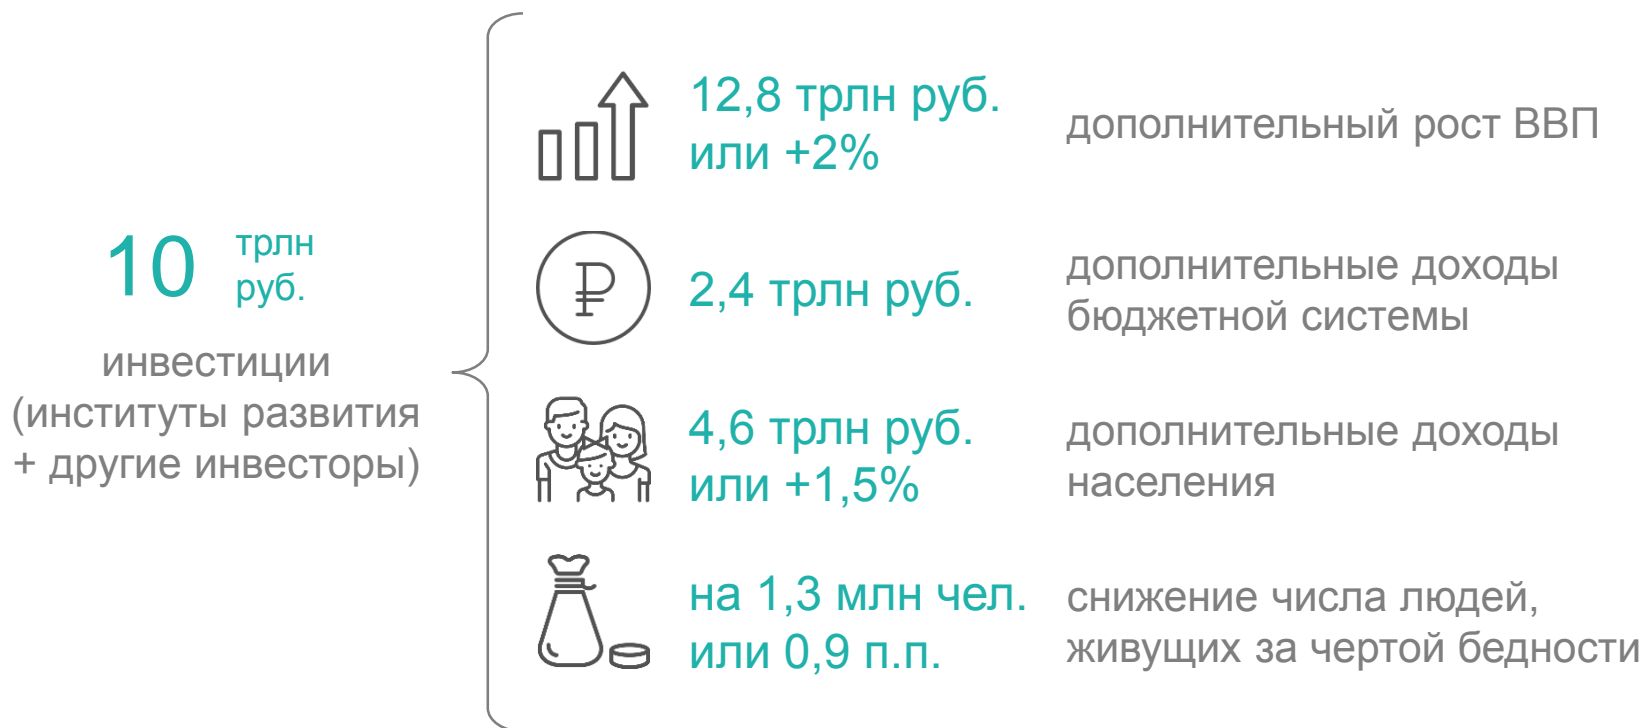 10 трлн
руб.
инвестиции
(институты развития
+ другие инвесторы)
12,8 трлн руб.
или +2%
дополнительный рост ВВП
2,4 трлн руб.
дополнительные доходы
бюджетной системы
4,6 трлн руб.
или +1,5%
дополнительные доходы
населения
на 1,3 млн чел.
или 0,9 п.п.
снижение числа людей,
живущих за чертой бедности